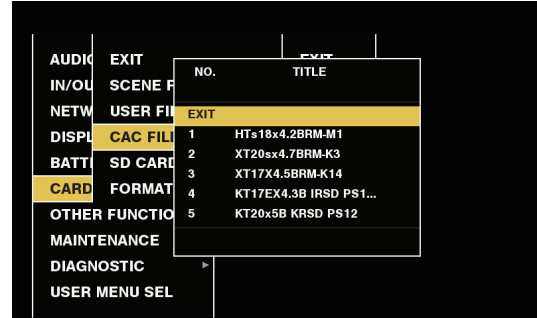 AUDIO
IN/OU
NETW
DISPL
BATT
CARD
OTHER FUNCTIO
MAINTENANCE
DIAGNOSTIC
USER MENU SEL
EXIT
SCENE F
USER FI
CAC FIL
SD CARD
FORMAT
EXIT
NO. TITLE
EXIT
1 HTs18x4.2BRM-M1
2 XT20sx4.7BRM-K3
3 XT17X4.5BRM-K14
4 KT17EX4.3B IRSD PS1...
5 KT20x5B KRSD PS12